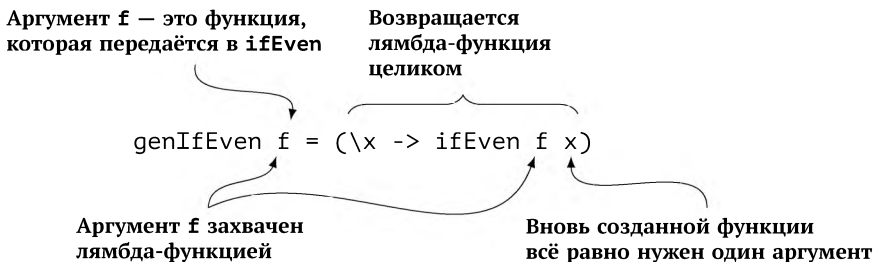 Аргумент f — это функция,
которая передаётся в ifEven
Возвращается
лямбда-функция
целиком
genIfEven f = (\x -> ifEven f x)
Аргумент f захвачен
лямбда-функцией
Вновь созданной функции
всё равно нужен один аргумент